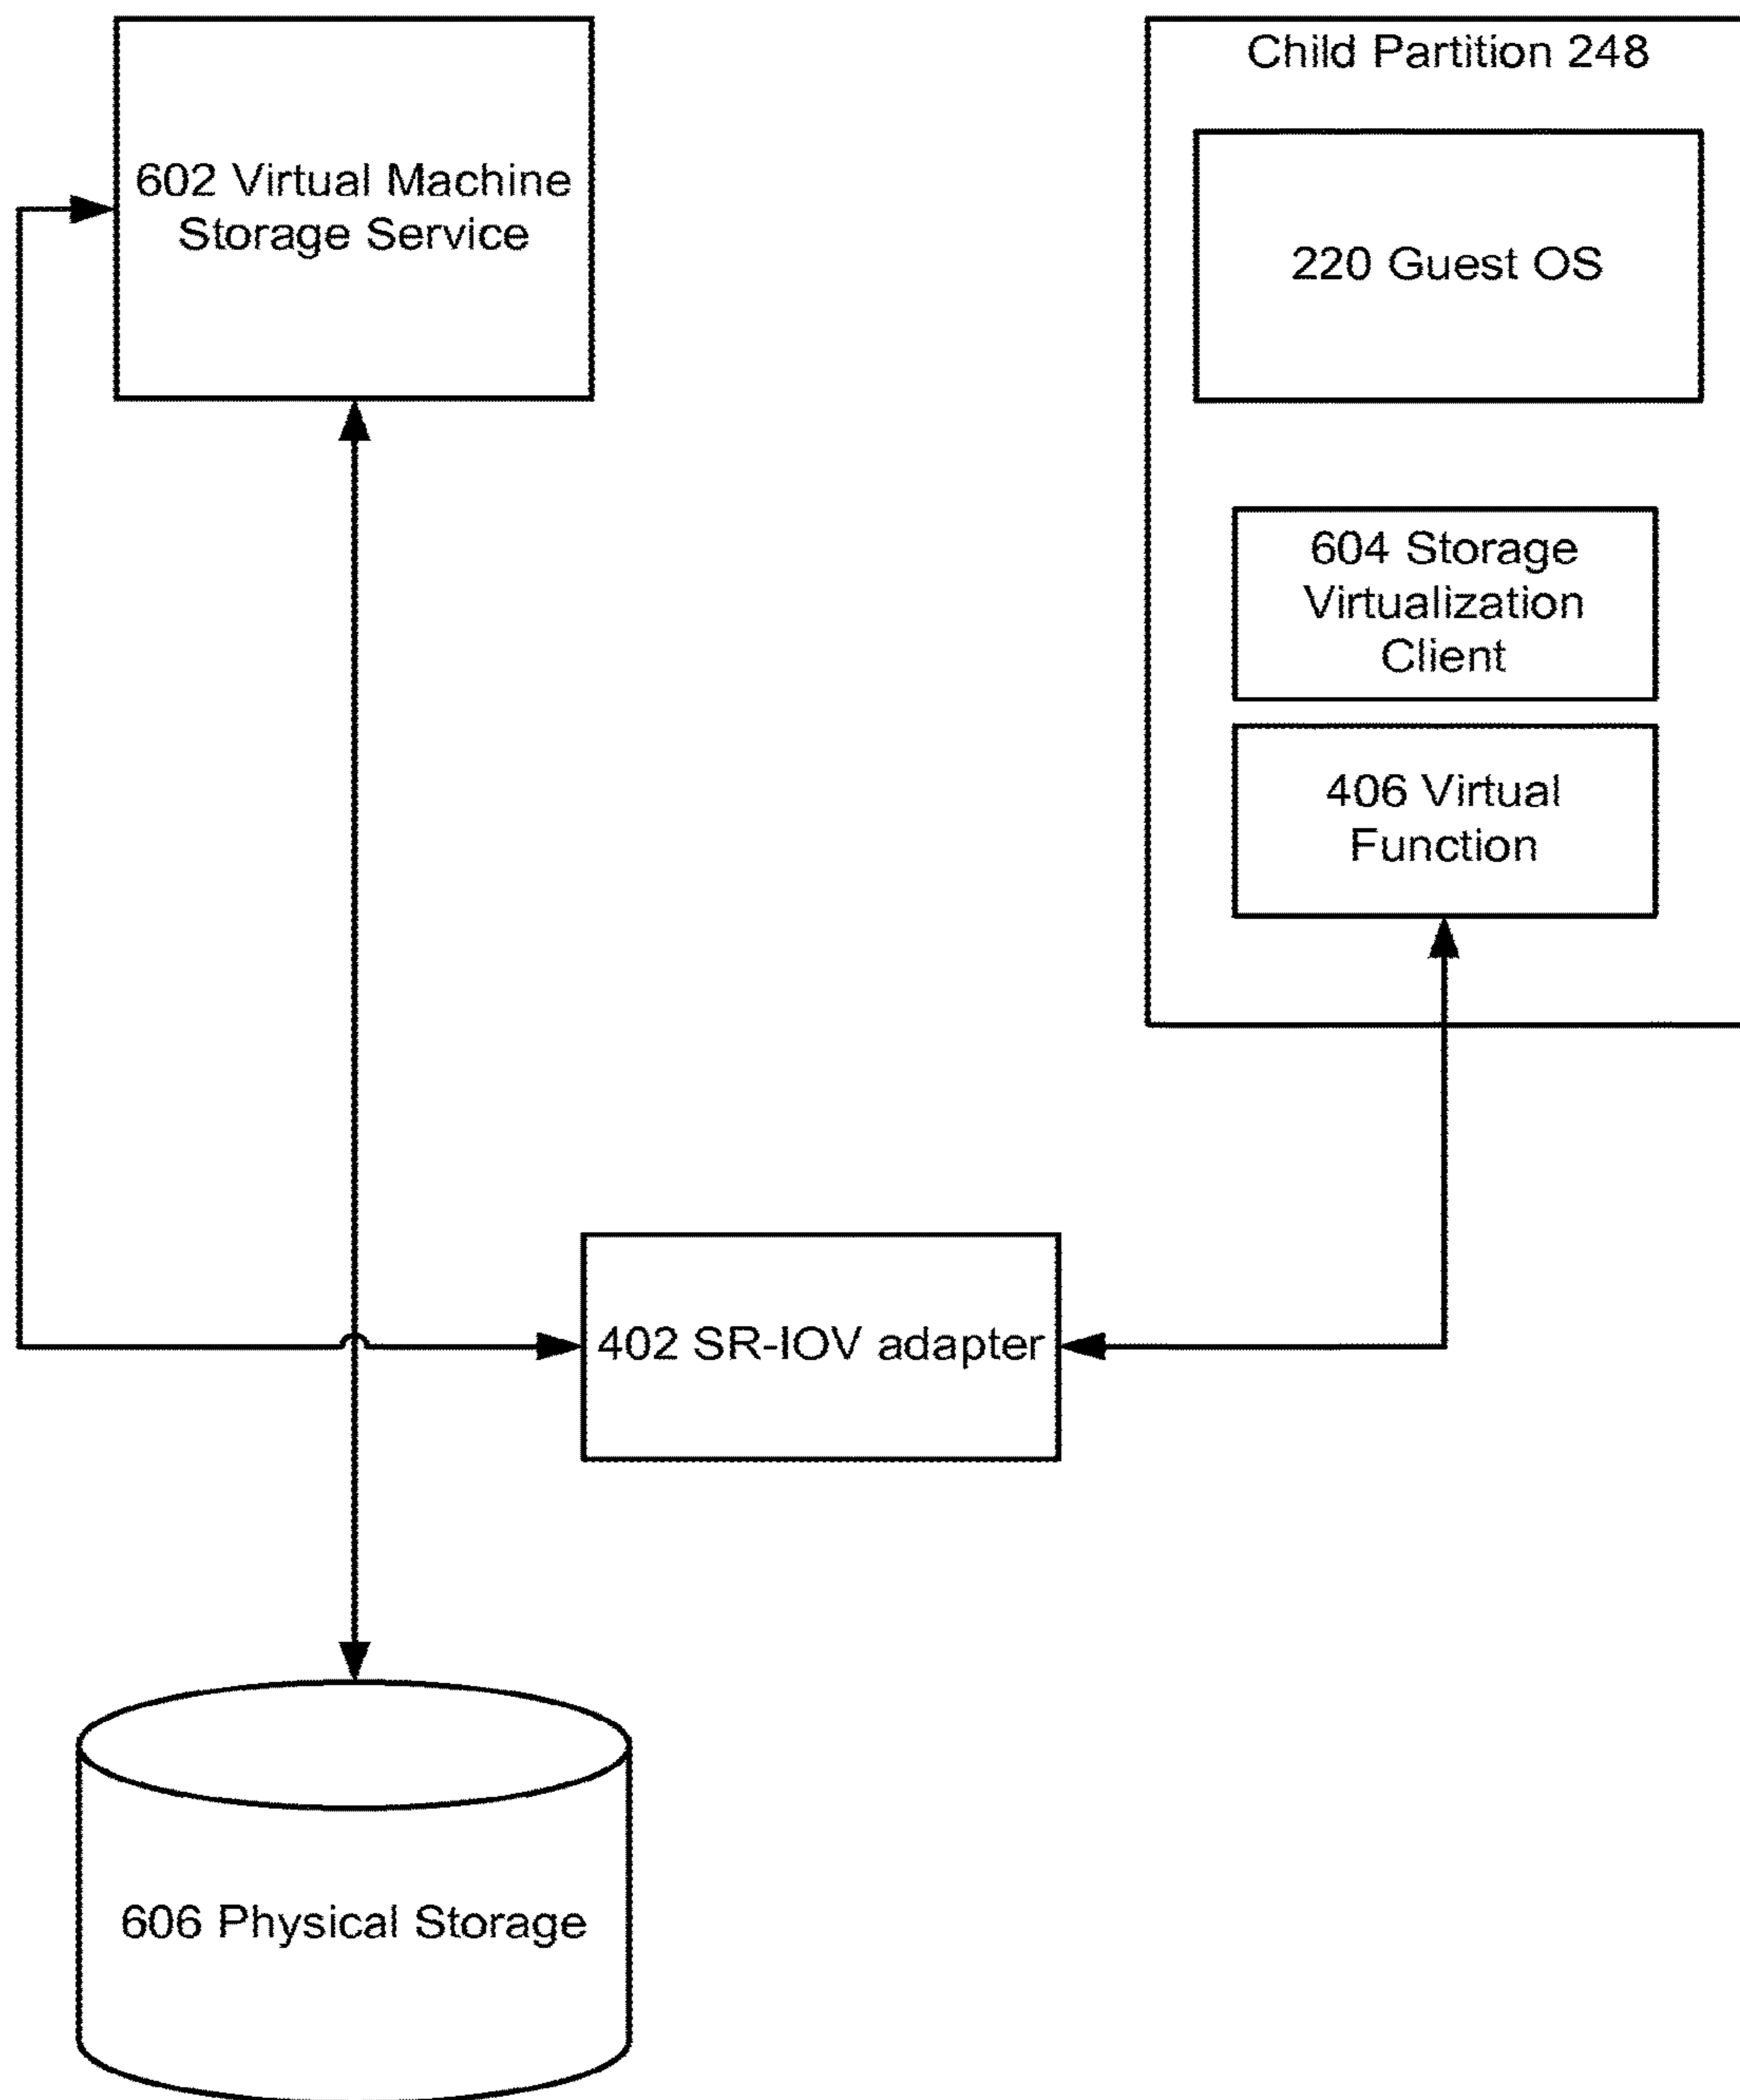 602 Virtual Machine
Storage Service
Child Partition 248
220 Guest OS
604 Storage
Virtualization
Client
406 Virtual
Function
402 SR-IOV adapter
606 Physical Storage